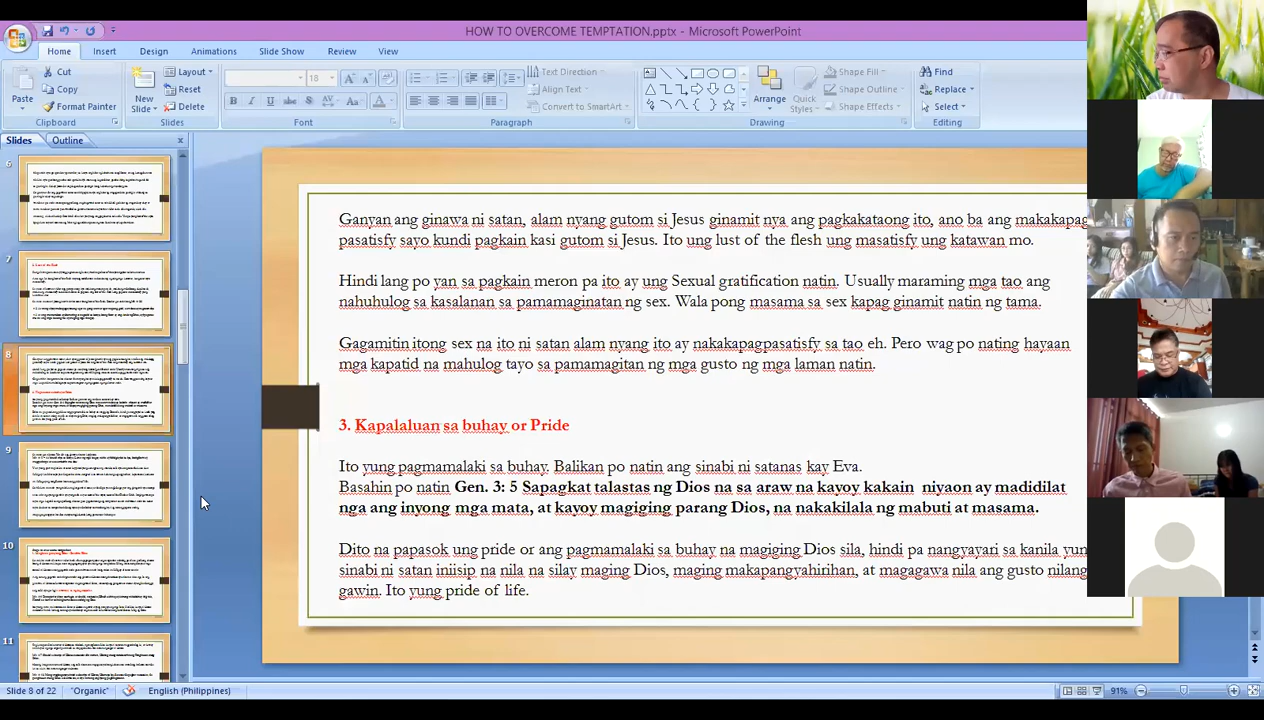 HOW TO OVERCOME TEMPTATION.pptx - Microsoft PowerPoint
Home Insert Design Animations Slide Show Review View
Paste
Cut
Copy
Format Painter
Clipboard
New Slide
Layout
Reset
Delete
Slides
18
Font
Paragraph
Text Direction
Align Text
Convert to SmartArt
Arrange
Quick Styles
Shape Fill
Shape Outline
Shape Effects
Drawing
Find
Replace
Select
Editing
Slides Outline
6
7
8
9
10
11
Ganyan ang ginawa ni satan, alam nyang gutom si Jesus ginamit nya ang pagkakataong ito, ano ba ang makakapag
pasatisfy sayo kundi pagkain kasi gutom si Jesus. Ito ung lust of the flesh ung masatisfy ung katawan mo.
Hindi lang po yan sa pagkain meron pa ito ay ung Sexual gratification natin. Usually maraming mga tao ang
nahuhulog sa kasalanan sa pamamaginatan ng sex. Wala pong masama sa sex kapag ginamit natin ng tama.
Gagamitin itong sex na ito ni satan alam nyang ito ay nakakapagpasatisfy sa tao eh. Pero wag po nating hayaan
mga kapatid na mahulog tayo sa pamamagitan ng mga gusto ng mga laman natin.
3. Kapalaluan sa buhay or Pride
Ito yung pagmamalaki sa buhay. Balikan po natin ang sinabi ni satanas kay Eva.
Basahin po natin Gen. 3: 5 Sapagkat talastas ng Dios na sa araw na kayoy kakain niyaon ay madidilat
nga ang inyong mga mata, at kayoy magiging parang Dios, na nakakilala ng mabuti at masama.
Dito na papasok ung pride or ang pagmamalaki sa buhay na magiging Dios sila, hindi pa nangyayari sa kanila yun
sinabi ni satan iniisip na nila na silay maging Dios, maging makapangyahirihan, at magagawa nila ang gusto nilang
gawin. Ito yung pride of life.
Slide 8 of 22 "Organic" English (Philippines) 91%